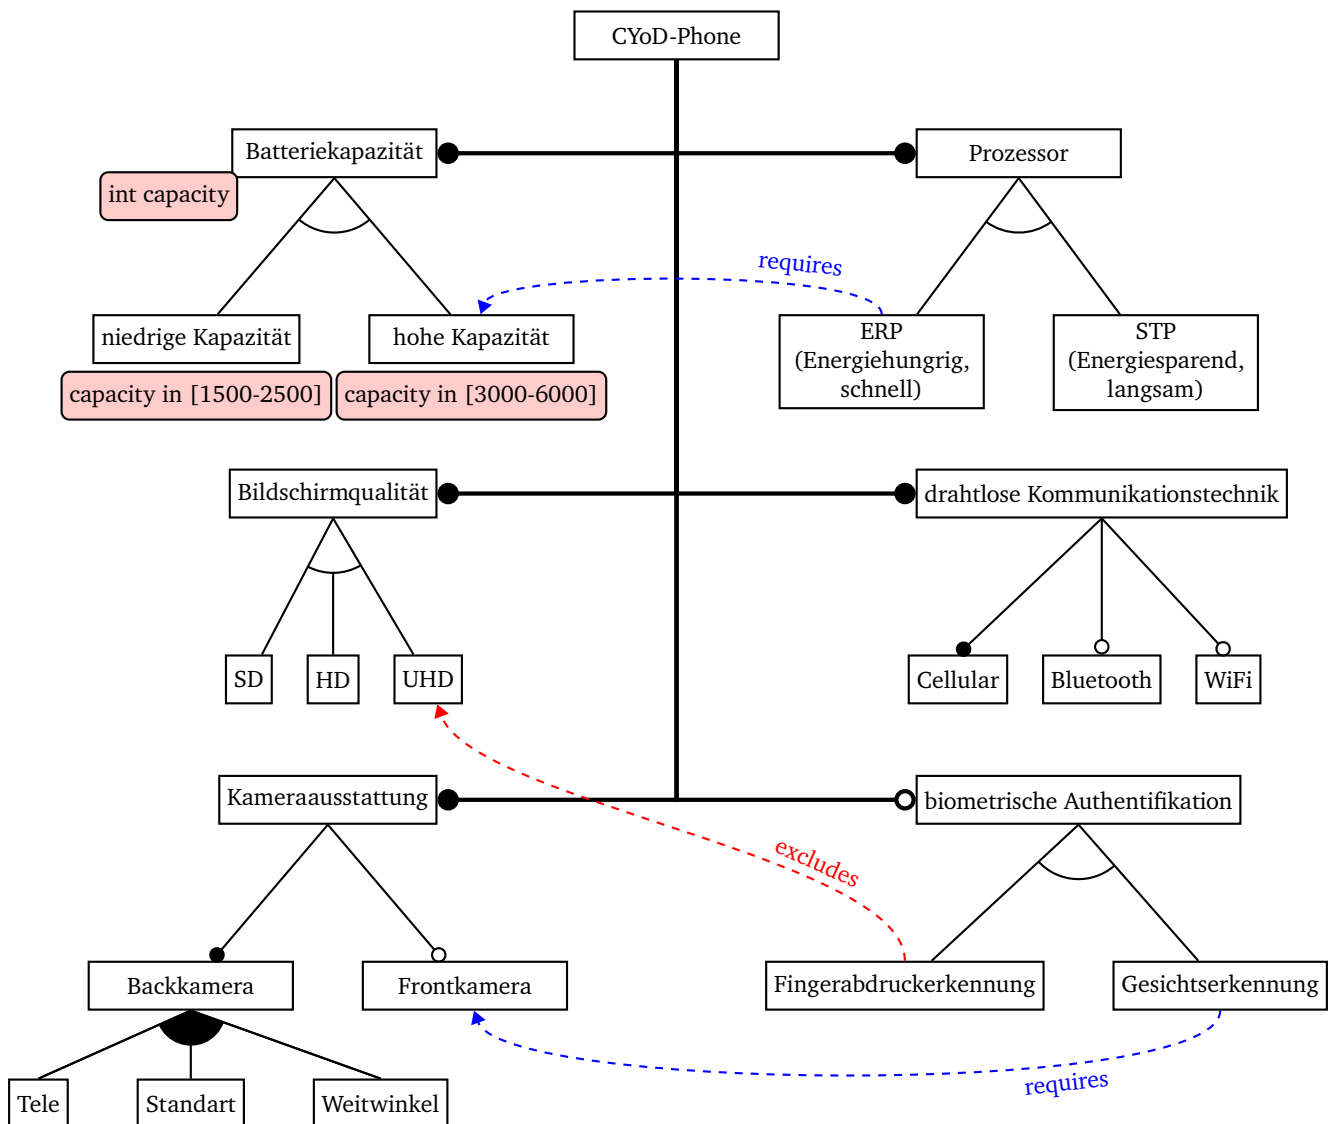 CYoD-Phone
Batteriekapazität
Prozessor
int capacity
requires
niedrige Kapazität
hohe Kapazität
ERP
(Energiehungrig,
schnell)
STP
(Energiesparend,
langsam)
capacity in [1500-2500]
capacity in [3000-6000]
Bildschirmqualität
drahtlose Kommunikationstechnik
SD
HD
UHD
Cellular
Bluetooth
WiFi
Kameraausstattung
biometrische Authentifikation
excludes
Backkamera
Frontkamera
Fingerabdruckerkennung
Gesichtserkennung
requires
Tele
Standart
Weitwinkel